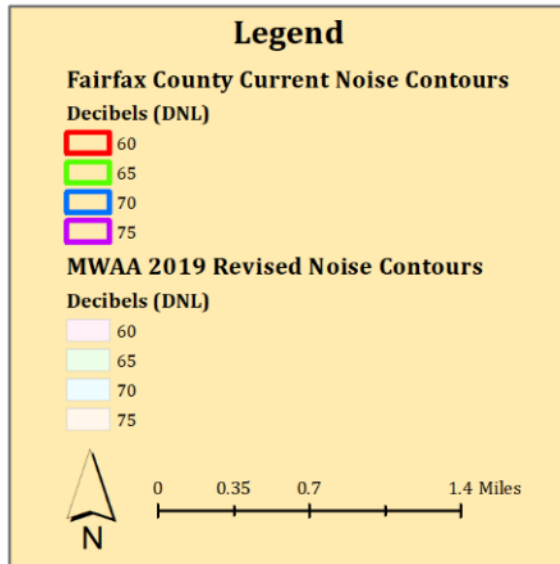 Legend
Fairfax County Current Noise Contours
Decibels (DNL)
60
65
70
75
MWAA 2019 Revised Noise Contours
Decibels (DNL)
60
65
70
75
0 0.35 0.7 1.4 Miles
N